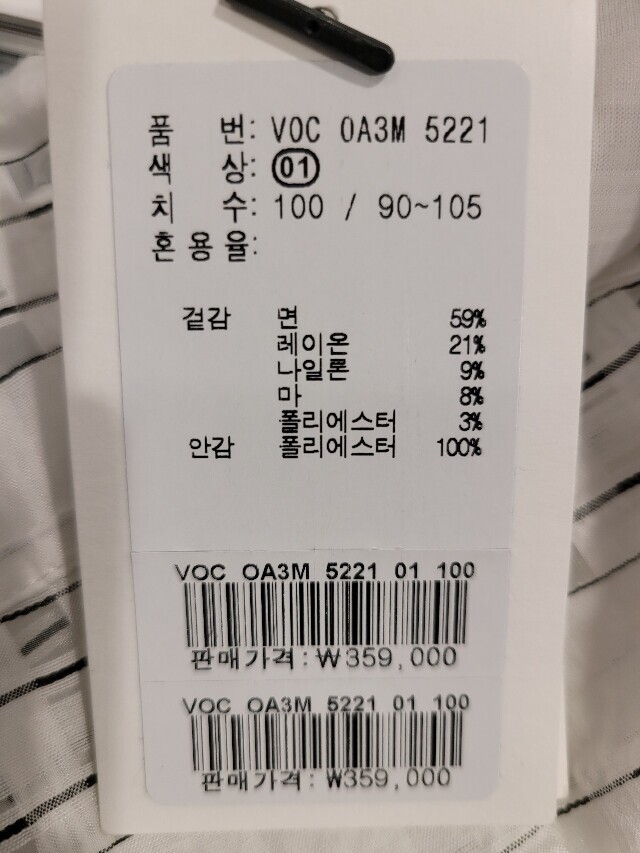 품 번: VOC OA3M 5221
색 상: 01
치 수: 100 / 90~105
혼 용 율:
겉감 면 59%
레이온 21%
나일론 9%
마 8%
폴리에스터 3%
안감 폴리에스터 100%
VOC OA3M 5221 01 100
판매가격 : ₩359,000
VOC OA3M 5221 01 100
판매가격 : ₩359,000